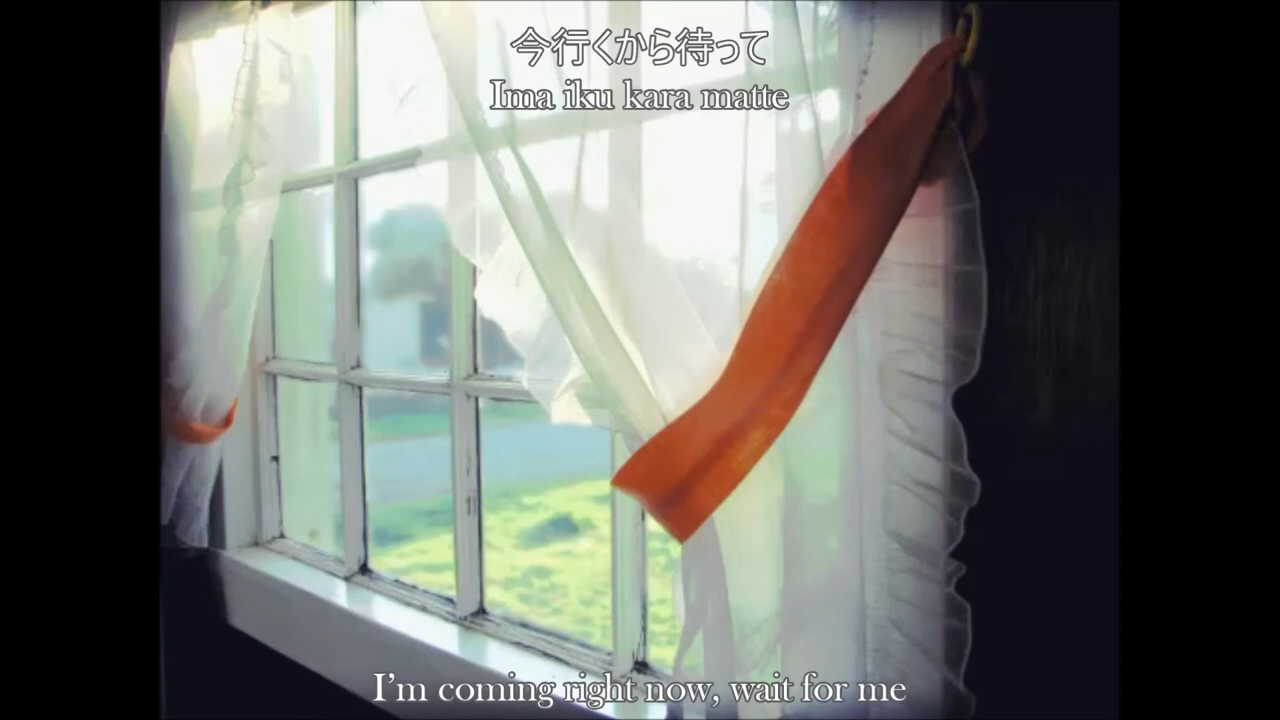 今行くから待って
Ima iku kara matte
I'm coming right now, wait for me